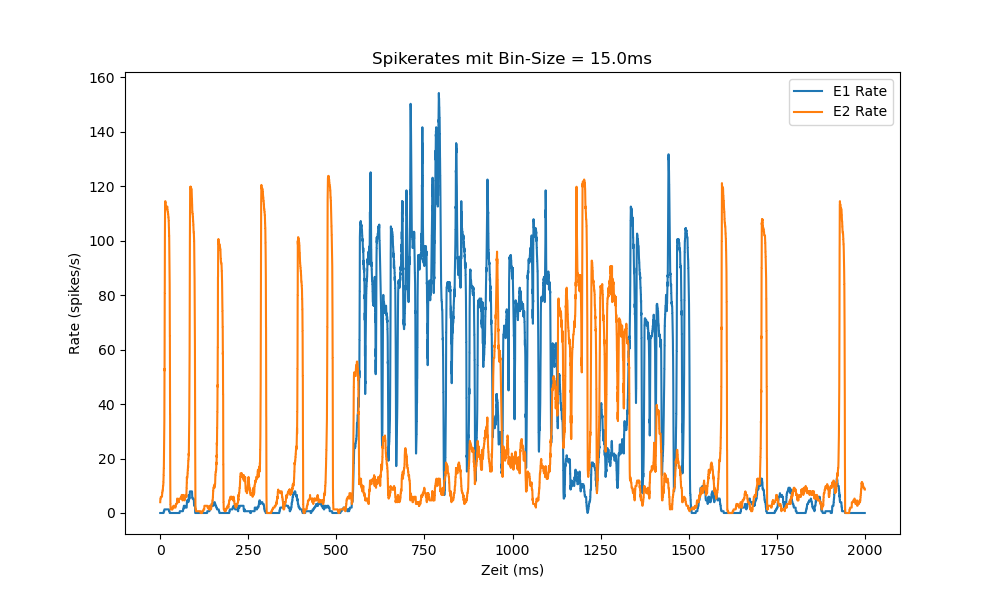 Spikerates mit Bin-Size = 15.0ms
E1 Rate
E2 Rate
160
140
120
100
80
60
40
20
0
Rate (spikes/s)
0 250 500 750 1000 1250 1500 1750 2000
Zeit (ms)